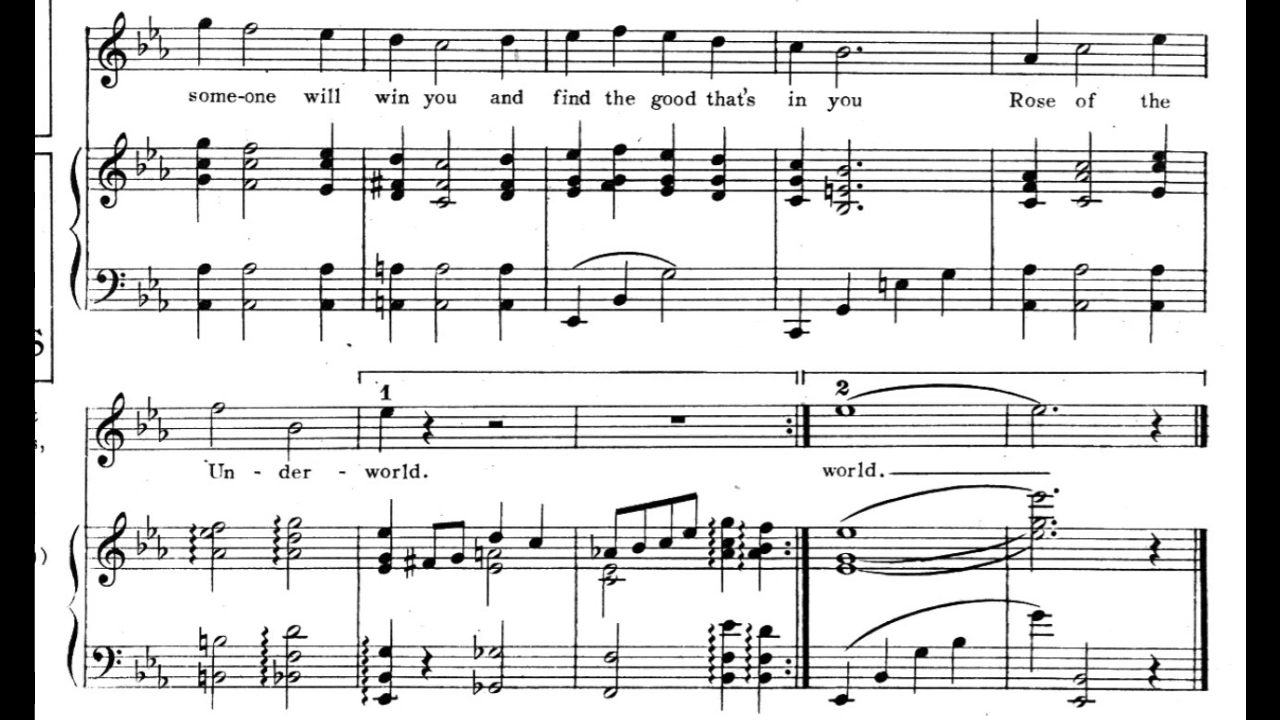 some-one will win you and find the good that's in you Rose of the
1 2
Un - der - world. world.